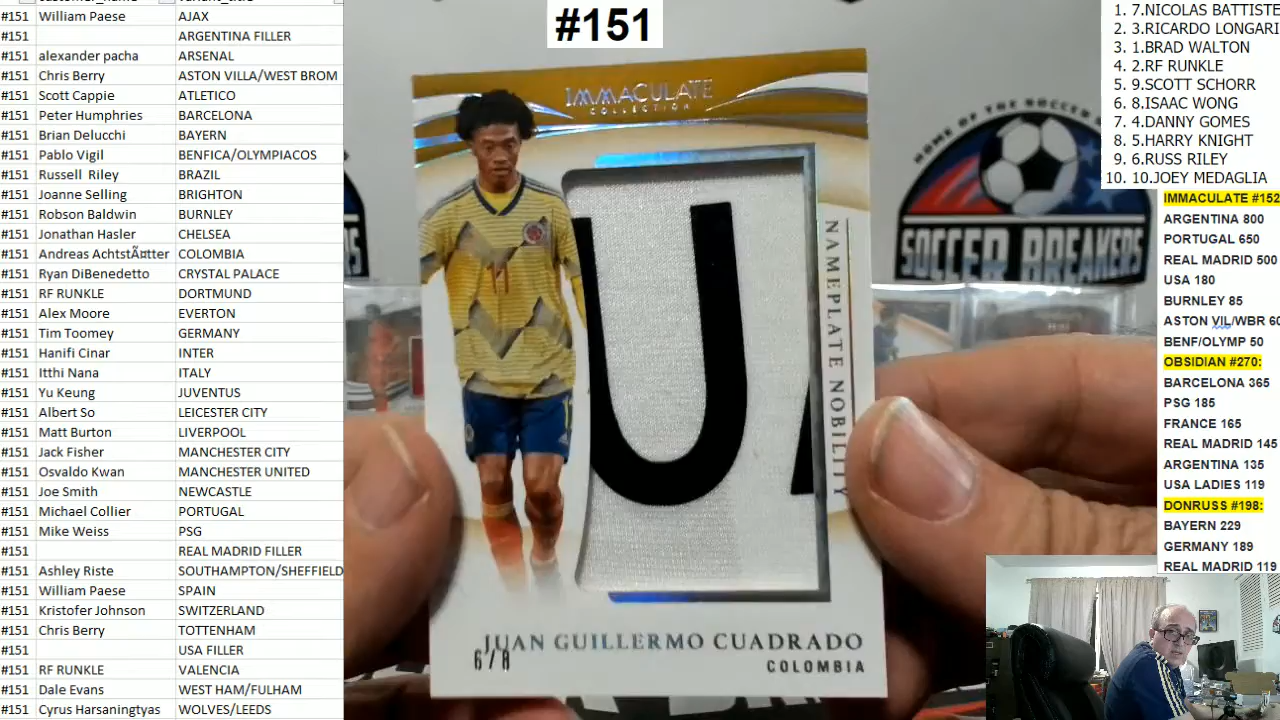 customer_name variant_title
#151 William Paese AJAX
#151 ARGENTINA FILLER
#151 alexander pacha ARSENAL
#151 Chris Berry ASTON VILLA/WEST BROM
#151 Scott Cappie ATLETICO
#151 Peter Humphries BARCELONA
#151 Brian Delucchi BAYERN
#151 Pablo Vigil BENFICA/OLYMPIACOS
#151 Russell Riley BRAZIL
#151 Joanne Selling BRIGHTON
#151 Robson Baldwin BURNLEY
#151 Jonathan Hasler CHELSEA
#151 Andreas AchtstÃ¤tter COLOMBIA
#151 Ryan DiBenedetto CRYSTAL PALACE
#151 RF RUNKLE DORTMUND
#151 Alex Moore EVERTON
#151 Tim Toomey GERMANY
#151 Hanifi Cinar INTER
#151 Itthi Nana ITALY
#151 Yu Keung JUVENTUS
#151 Albert So LEICESTER CITY
#151 Matt Burton LIVERPOOL
#151 Jack Fisher MANCHESTER CITY
#151 Osvaldo Kwan MANCHESTER UNITED
#151 Joe Smith NEWCASTLE
#151 Michael Collier PORTUGAL
#151 Mike Weiss PSG
#151 REAL MADRID FILLER
#151 Ashley Riste SOUTHAMPTON/SHEFFIELD
#151 William Paese SPAIN
#151 Kristofer Johnson SWITZERLAND
#151 Chris Berry TOTTENHAM
#151 USA FILLER
#151 RF RUNKLE VALENCIA
#151 Dale Evans WEST HAM/FULHAM
#151 Cyrus Harsaningtyas WOLVES/LEEDS
#151
IMMACULATE
COLLECTION
11
U
NAMEPLATE NOBILITY
JUAN GUILLERMO CUADRADO
6/8
COLOMBIA
HOME OF THE SOCCER
SOCCER BREAKERS
1. 7.NICOLAS BATTISTE
2. 3.RICARDO LONGARI
3. 1.BRAD WALTON
4. 2.RF RUNKLE
5. 9.SCOTT SCHORR
6. 8.ISAAC WONG
7. 4.DANNY GOMES
8. 5.HARRY KNIGHT
9. 6.RUSS RILEY
10. 10.JOEY MEDAGLIA
IMMACULATE #152
ARGENTINA 800
PORTUGAL 650
REAL MADRID 500
USA 180
BURNLEY 85
ASTON VIL/WBR 60
BENF/OLYMP 50
OBSIDIAN #270:
BARCELONA 365
PSG 185
FRANCE 165
REAL MADRID 145
ARGENTINA 135
USA LADIES 119
DONRUSS #198:
BAYERN 229
GERMANY 189
REAL MADRID 119